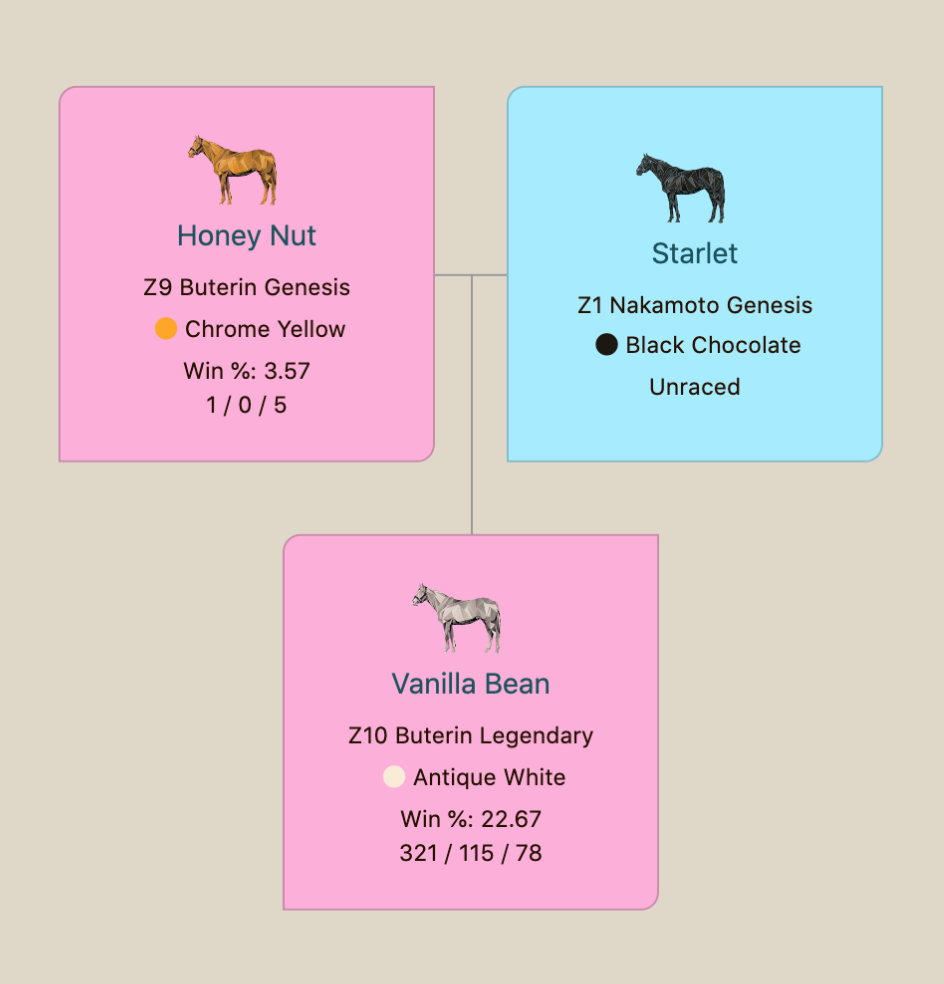 Honey Nut
Z9 Buterin Genesis
Chrome Yellow
Win %: 3.57
1 / 0 / 5
Starlet
Z1 Nakamoto Genesis
Black Chocolate
Unraced
Vanilla Bean
Z10 Buterin Legendary
Antique White
Win %: 22.67
321 / 115 / 78